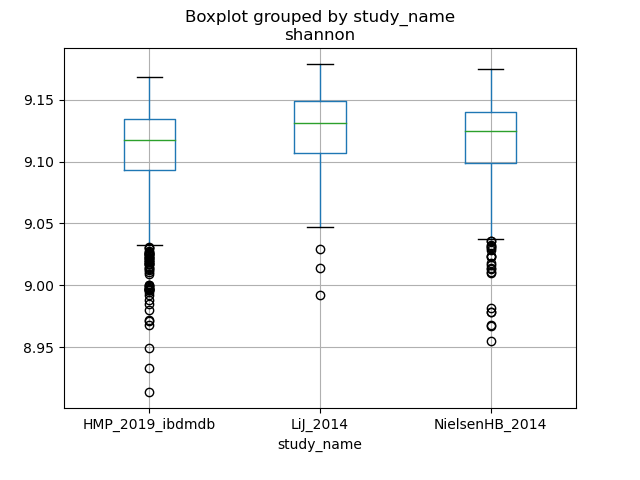 Boxplot grouped by study_name
shannon
9.15
9.10
9.05
9.00
8.95
HMP_2019_ibdmdb LiJ_2014 NielsenHB_2014
study_name